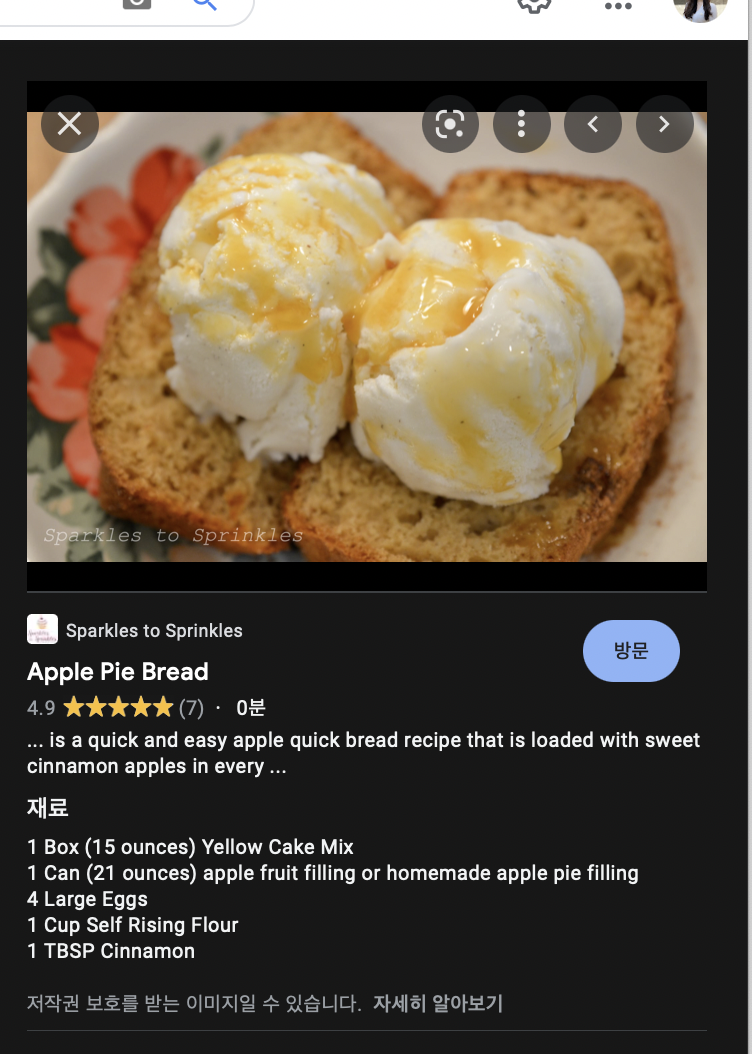 Sparkles to Sprinkles
Sparkles to Sprinkles
방문
Apple Pie Bread
4.9 ★★★★★ (7) · 0분
... is a quick and easy apple quick bread recipe that is loaded with sweet
cinnamon apples in every ...
재료
1 Box (15 ounces) Yellow Cake Mix
1 Can (21 ounces) apple fruit filling or homemade apple pie filling
4 Large Eggs
1 Cup Self Rising Flour
1 TBSP Cinnamon
저작권 보호를 받는 이미지일 수 있습니다. 자세히 알아보기